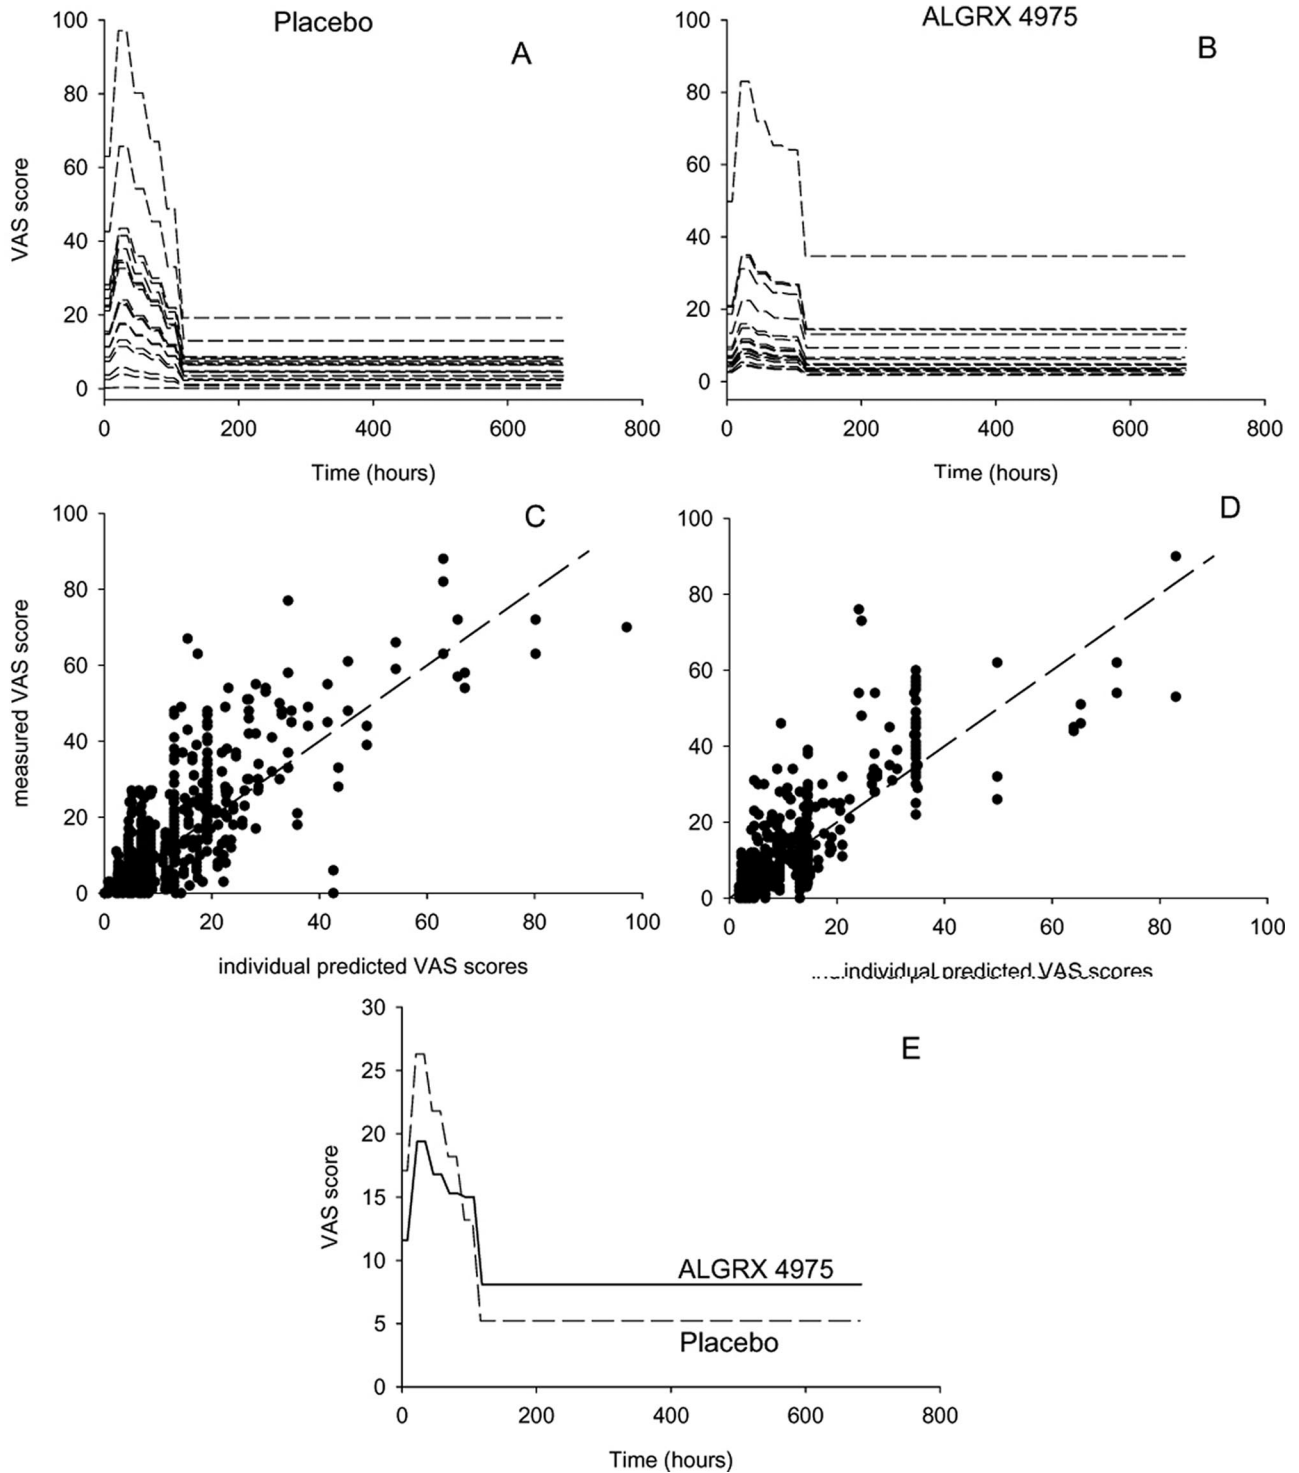 Placebo
A
100
80
60
40
20
0
VAS score
0 200 400 600 800
Time (hours)
ALGRX 4975
B
100
80
60
40
20
0
0 200 400 600 800
Time (hours)
C
100
80
60
40
20
0
measured VAS score
0 20 40 60 80 100
individual predicted VAS scores
D
100
80
60
40
20
0
0 20 40 60 80 100
individual predicted VAS scores
E
30
25
20
15
10
5
0
VAS score
ALGRX 4975
Placebo
0 200 400 600 800
Time (hours)